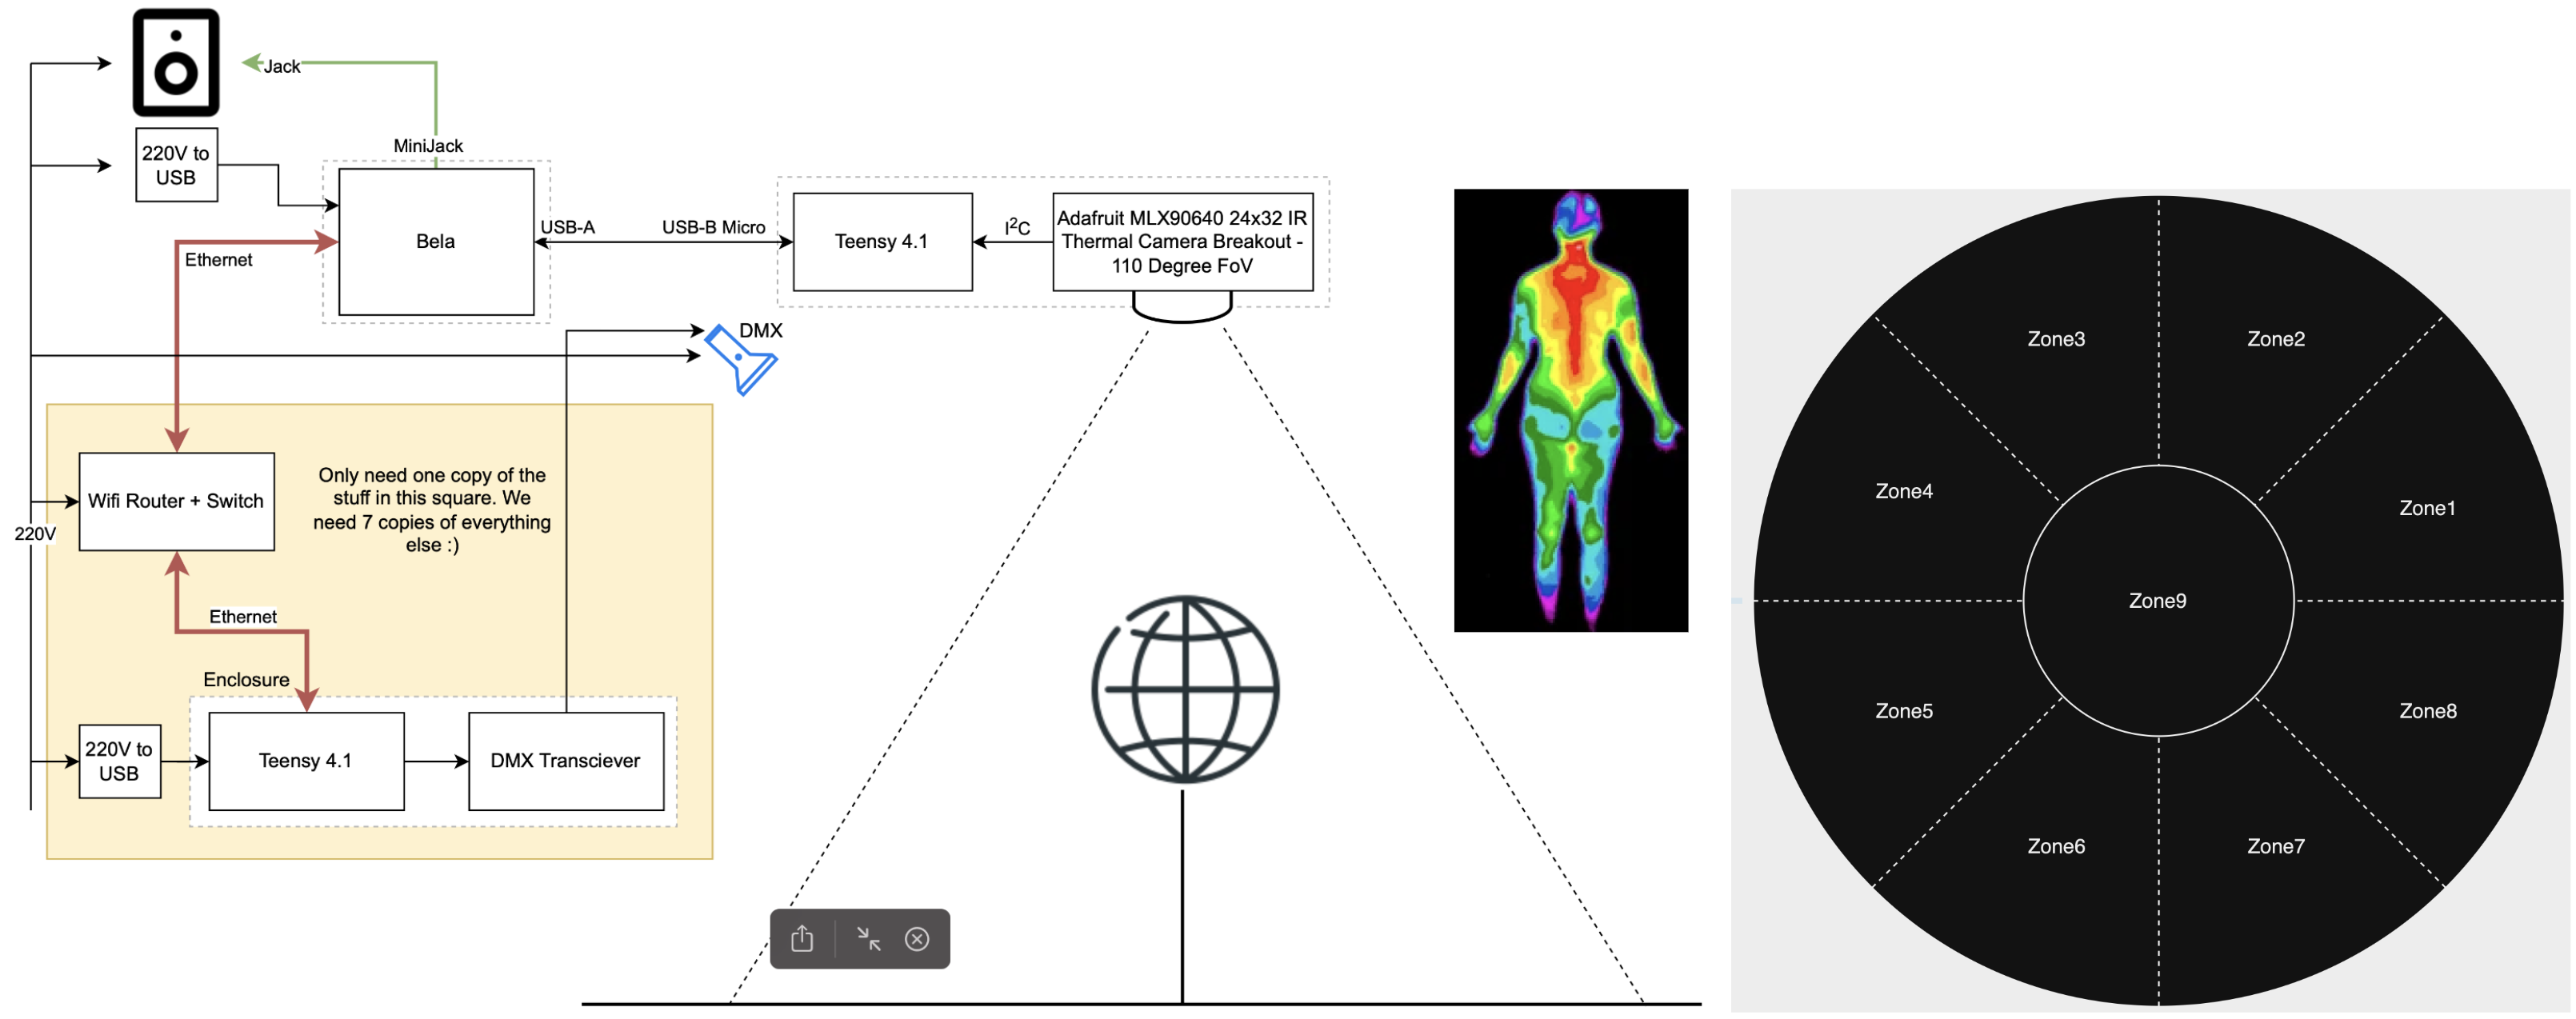 Jack
220V to
USB
MiniJack
Bela
Ethernet
USB-A
USB-B Micro
Teensy 4.1
I²C
Adafruit MLX90640 24x32 IR
Thermal Camera Breakout -
110 Degree FoV
DMX
Wifi Router + Switch
Only need one copy of the
stuff in this square. We
need 7 copies of everything
else :)
220V
Ethernet
Enclosure
220V to
USB
Teensy 4.1
DMX Transciever
Zone3
Zone2
Zone4
Zone1
Zone9
Zone5
Zone8
Zone6
Zone7